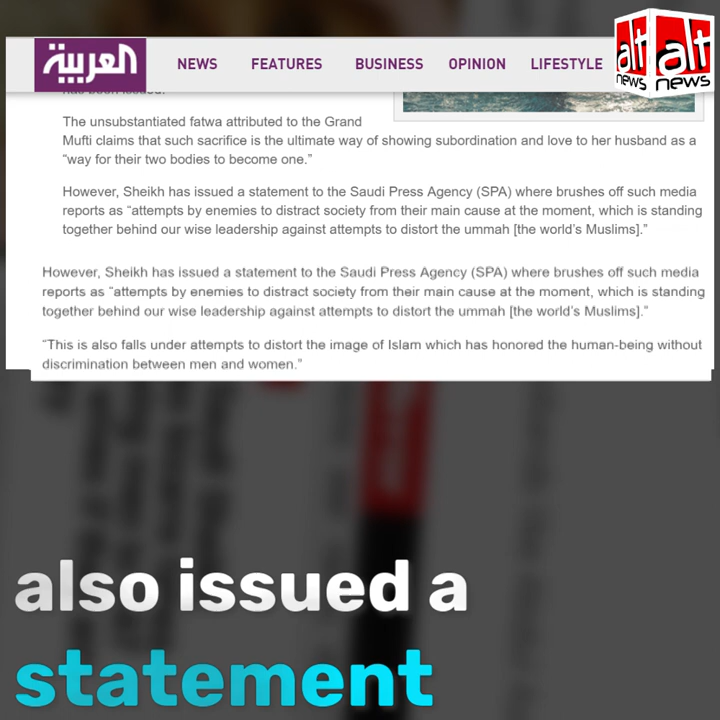 العربية
NEWS FEATURES BUSINESS OPINION LIFESTYLE
alt alt
news news
has been issued.
The unsubstantiated fatwa attributed to the Grand
Mufti claims that such sacrifice is the ultimate way of showing subordination and love to her husband as a
“way for their two bodies to become one.”
However, Sheikh has issued a statement to the Saudi Press Agency (SPA) where brushes off such media
reports as “attempts by enemies to distract society from their main cause at the moment, which is standing
together behind our wise leadership against attempts to distort the ummah [the world’s Muslims].”
However, Sheikh has issued a statement to the Saudi Press Agency (SPA) where brushes off such media
reports as “attempts by enemies to distract society from their main cause at the moment, which is standing
together behind our wise leadership against attempts to distort the ummah [the world’s Muslims].”
“This is also falls under attempts to distort the image of Islam which has honored the human-being without
discrimination between men and women.”
also issued a
statement